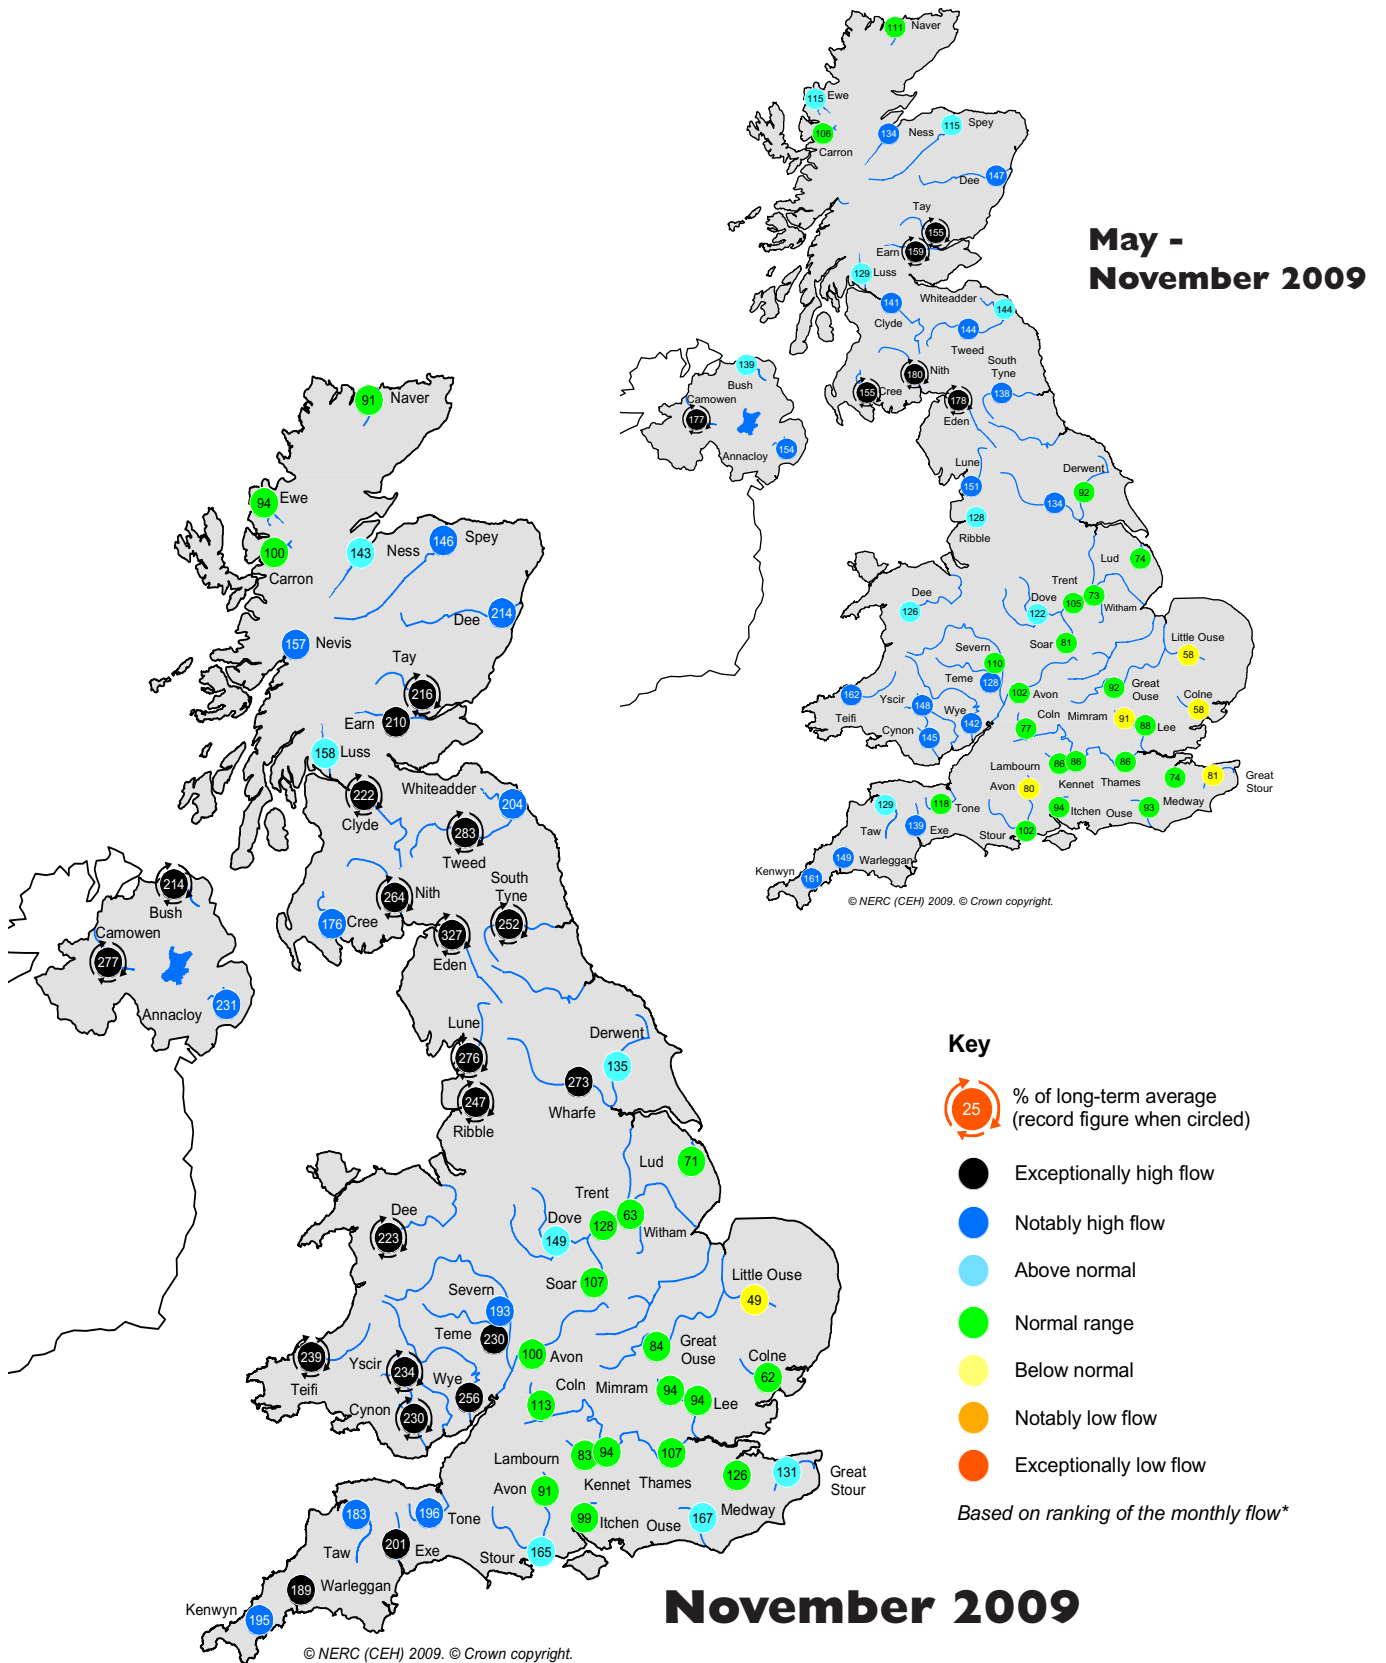 111 Naver
115 Ewe
106
Carron
134 Ness
115 Spey
Dee 147
Tay
155
Earn 159
129 Luss
May -
November 2009
141
Clyde
Whiteadder
144
144
Tweed
South
Tyne
138
139
Bush
Camowen
177
Annacloy 154
155 Cree
180 Nith
178
Eden
Lune
151
128
Ribble
134
Derwent
92
Lud
74
Trent
105
73
Witham
Dee
126
Dove
122
Soar 81
Little Ouse
58
Severn
110
Teme 128
102 Avon
92 Great
Ouse
Colne
58
162
Teifi
Yscir
148
Wye
142
Cynon
145
Coln
77
Mimram 91
88 Lee
Lambourn
86 86
Kennet
86
Thames
74
Medway
81 Great
Stour
Avon
80
94 Itchen
Ouse 93
129
Taw
118 Tone
139 Exe
Stour 102
149 Warleggan
Kenwyn
161
© NERC (CEH) 2009. © Crown copyright.
91 Naver
94 Ewe
100
Carron
143 Ness
146 Spey
Dee 214
157 Nevis
Tay
216
Earn 210
158 Luss
222
Clyde
Whiteadder
204
283
Tweed
South
Tyne
252
214
Bush
Camowen
277
Annacloy 231
264 Nith
176 Cree
327
Eden
Lune
276
247
Ribble
273
Wharfe
Derwent
135
Lud 71
Trent
128
63
Witham
Dee
223
Dove
149
Soar 107
Little Ouse
49
Severn
193
Teme 230
100 Avon
84 Great
Ouse
Colne
62
239
Teifi
Yscir
234
Wye
256
Cynon
230
Coln
113
Mimram 94
94 Lee
Lambourn 83 94
Kennet
107
Thames
126
Medway
131 Great
Stour
Avon 91
99 Itchen
Ouse 167
183
Taw
196 Tone
201
Exe
Stour 165
189 Warleggan
Kenwyn
195
© NERC (CEH) 2009. © Crown copyright.
November 2009
Key
25 % of long-term average
(record figure when circled)
Exceptionally high flow
Notably high flow
Above normal
Normal range
Below normal
Notably low flow
Exceptionally low flow
Based on ranking of the monthly flow*